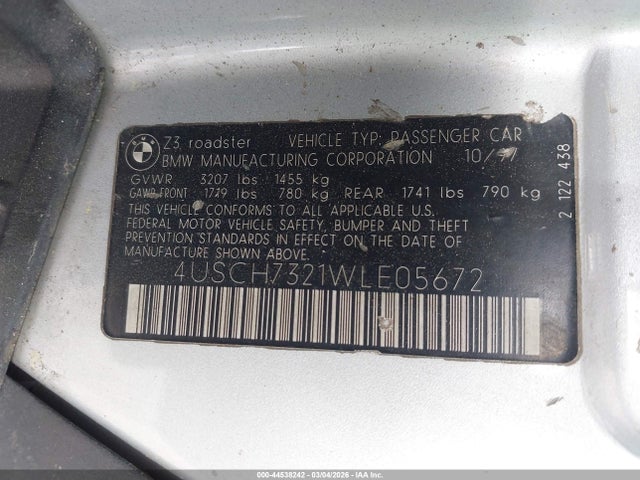 BMW
Z3 roadster VEHICLE TYP: PASSENGER CAR
BMW MANUFACTURING CORPORATION 10/97
GVWR 3207 lbs 1455 kg
GAWR FRONT 1719 lbs 780 kg REAR 1741 lbs 790 kg
THIS VEHICLE CONFORMS TO ALL APPLICABLE U.S.
FEDERAL MOTOR VEHICLE SAFETY, BUMPER AND THEFT
PREVENTION STANDARDS IN EFFECT ON THE DATE OF
MANUFACTURE SHOWN ABOVE.
4USCH7321WLE05672
2 122 438
000-44538242 - 03/04/2026 - IAAI.COM